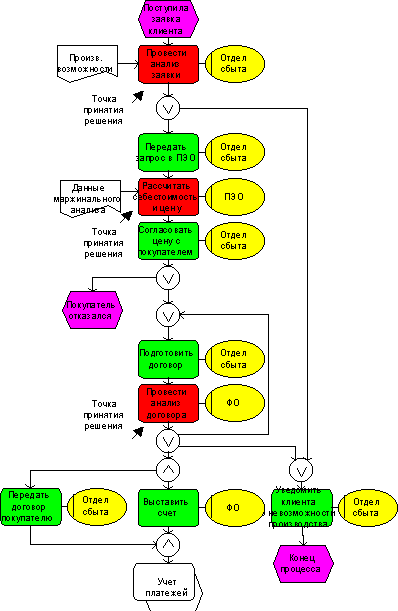 Поступила
заявка
клиента
Произв.
возможности
Провести
анализ
заявки
Отдел
сбыта
Точка
принятия
решения
V
Передать
запрос в ПЭО
Отдел
сбыта
Данные
маржинального
анализа
Рассчитать
себестоимость
и цену
ПЭО
Точка
принятия
решения
Согласовать
цену с
покупателем
Отдел
сбыта
V
Покупатель
отказался
V
Подготовить
договор
Отдел
сбыта
Точка
принятия
решения
Провести
анализ
договора
ФО
V
Λ
V
Передать
договор
покупателю
Отдел
сбыта
Выставить
счет
ФО
Уведомить
клиента
о невозможности
производства
Отдел
сбыта
Λ
Конец
процесса
Учет
платежей